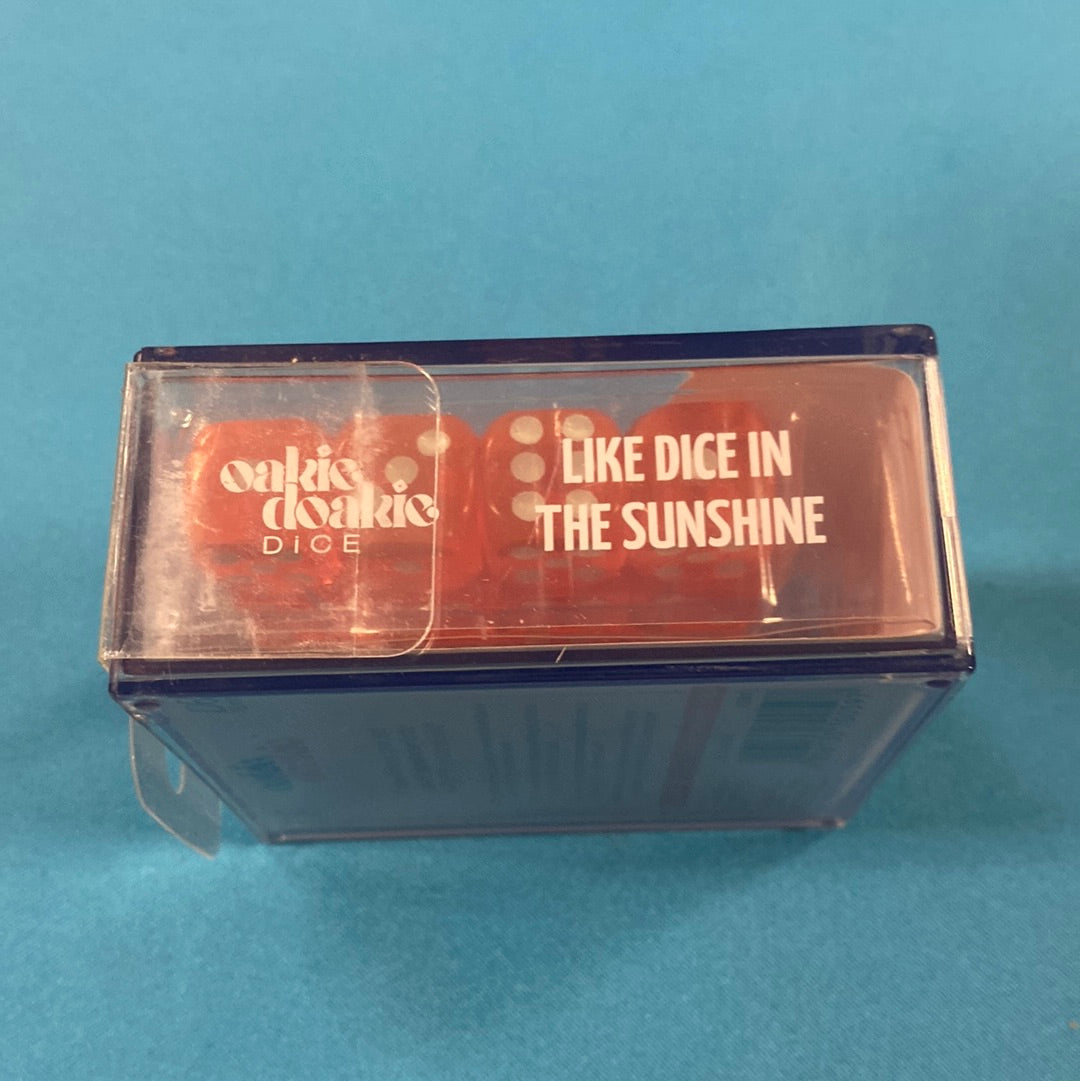 oakie
doakie
DiCE
LIKE DICE IN
THE SUNSHINE